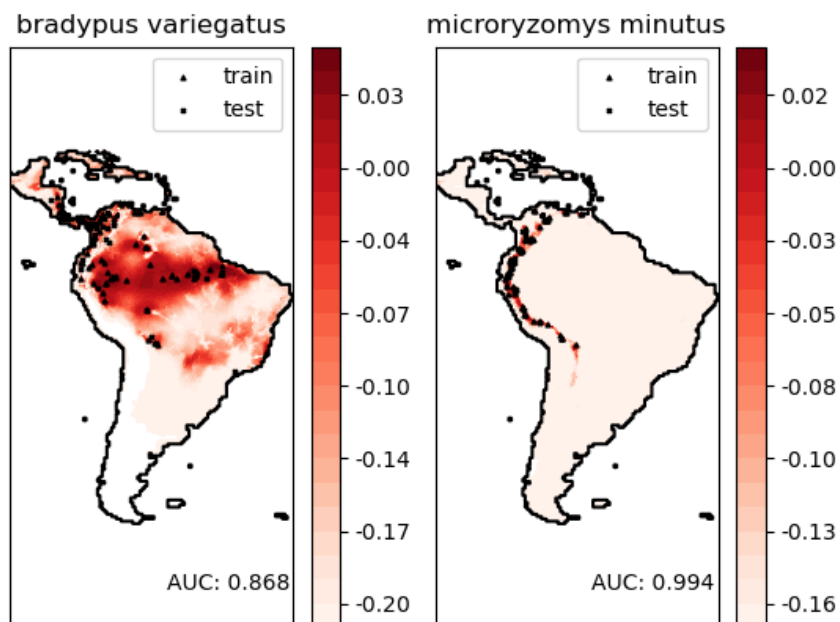 bradypus variegatus
train
test
0.03
-0.00
-0.04
-0.07
-0.10
-0.14
-0.17
-0.20
AUC: 0.868
microryzomys minutus
train
test
0.02
-0.00
-0.03
-0.05
-0.08
-0.10
-0.13
-0.16
AUC: 0.994